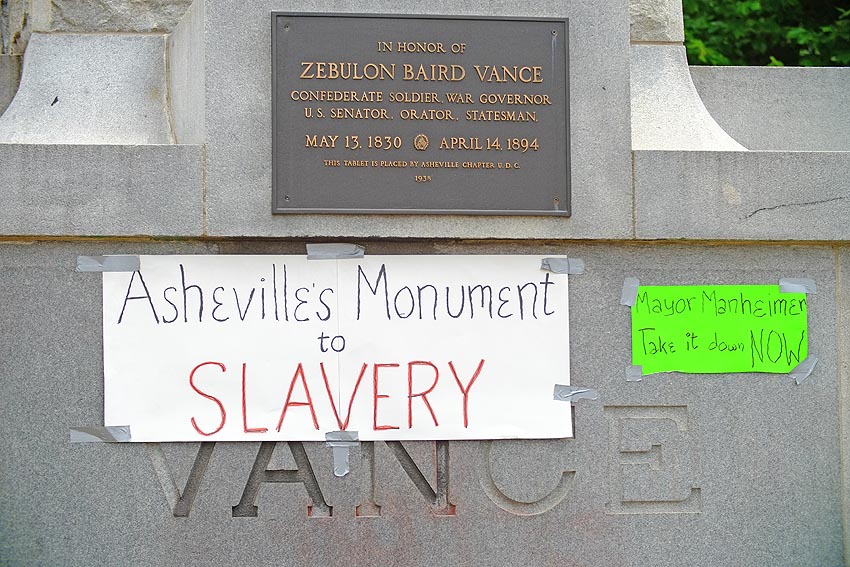 IN HONOR OF
ZEBULON BAIRD VANCE
CONFEDERATE SOLDIER, WAR GOVERNOR
U.S. SENATOR, ORATOR, STATESMAN,
MAY 13, 1830 APRIL 14, 1894
THIS TABLET IS PLACED BY ASHEVILLE CHAPTER U.D.C.
1938
Asheville's Monument
to
SLAVERY
Mayor Manheimer
Take it down NOW
VANCE